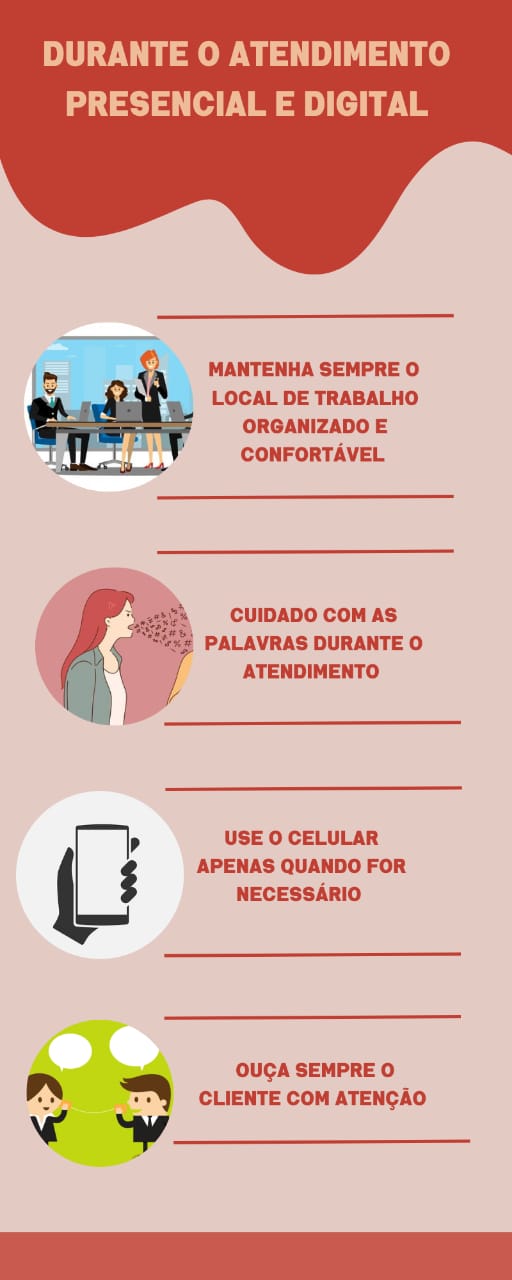 DURANTE O ATENDIMENTO
PRESENCIAL E DIGITAL
MANTENHA SEMPRE O
LOCAL DE TRABALHO
ORGANIZADO E
CONFORTÁVEL
CUIDADO COM AS
PALAVRAS DURANTE O
ATENDIMENTO
USE O CELULAR
APENAS QUANDO FOR
NECESSÁRIO
OUÇA SEMPRE O
CLIENTE COM ATENÇÃO